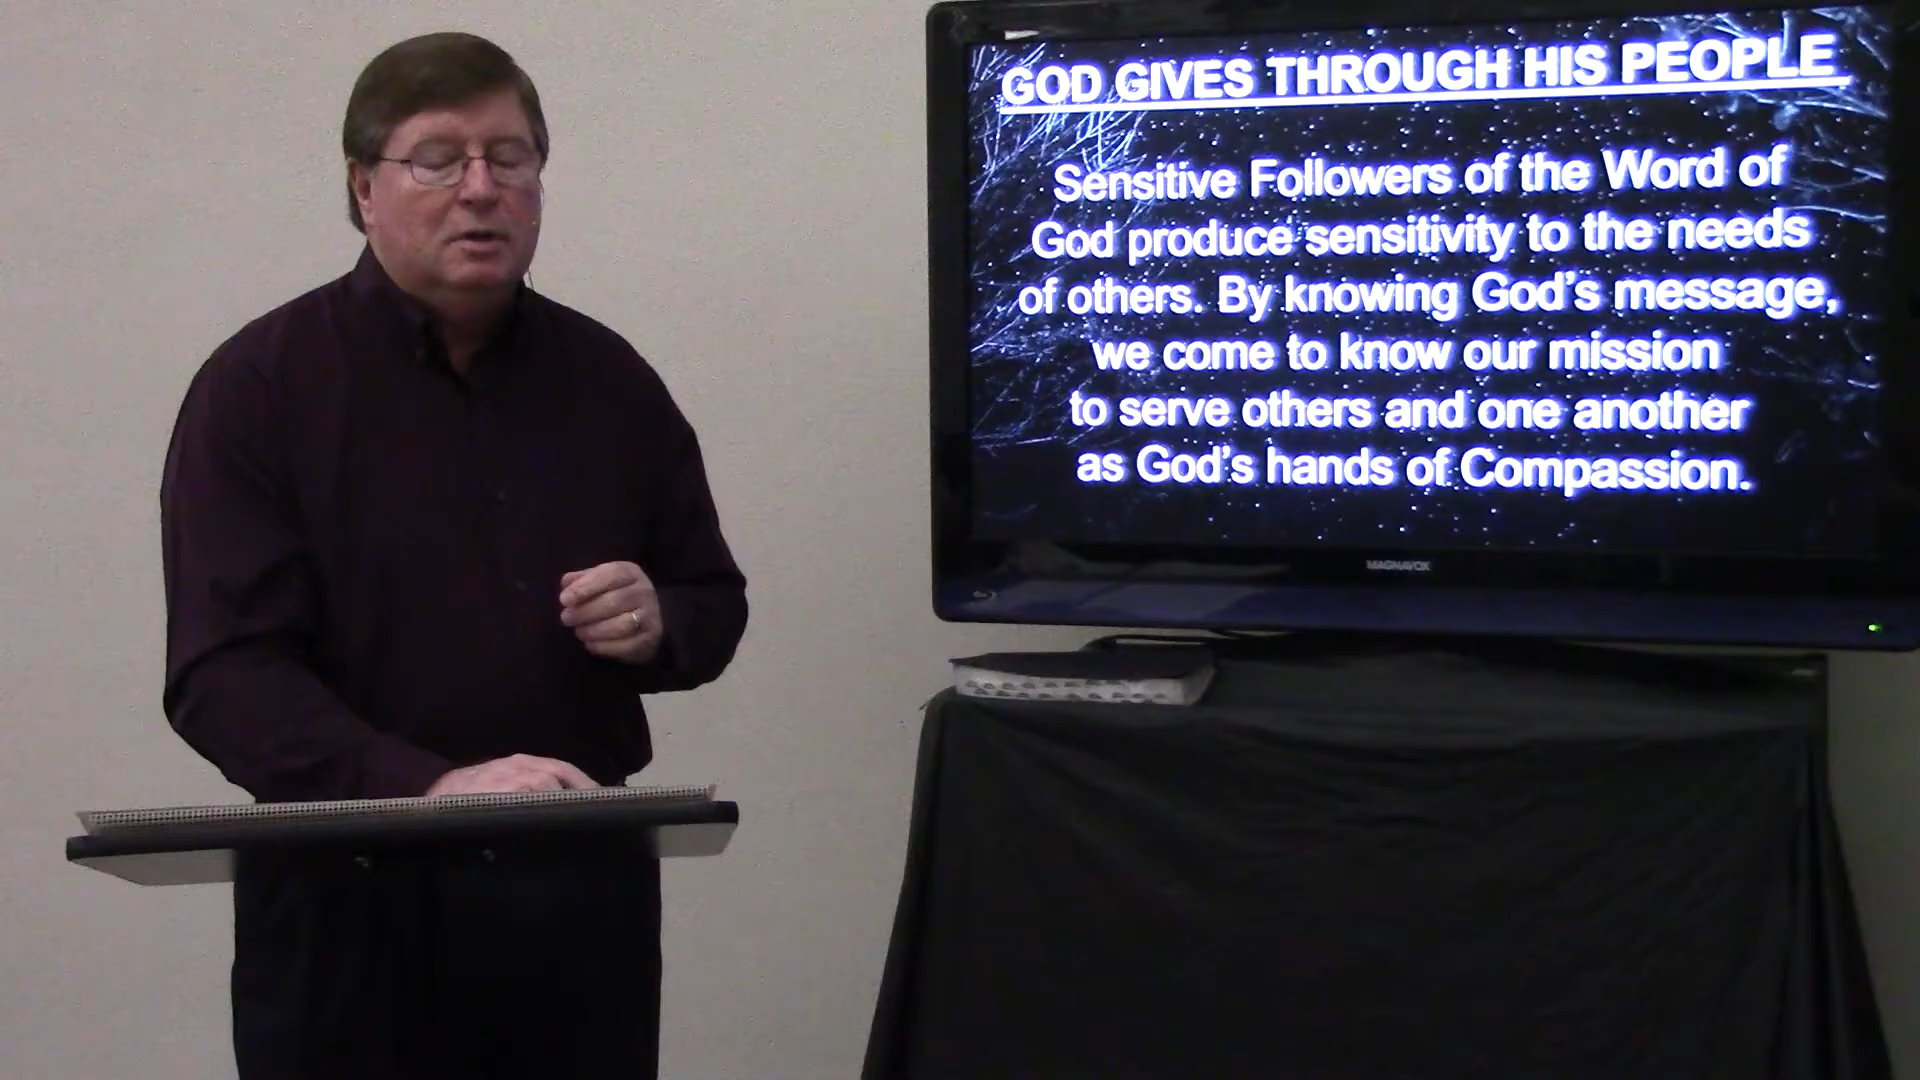 GOD GIVES THROUGH HIS PEOPLE
Sensitive Followers of the Word of
God produce sensitivity to the needs
of others. By knowing God's message,
we come to know our mission
to serve others and one another
as God's hands of Compassion.
MAGNAVOX